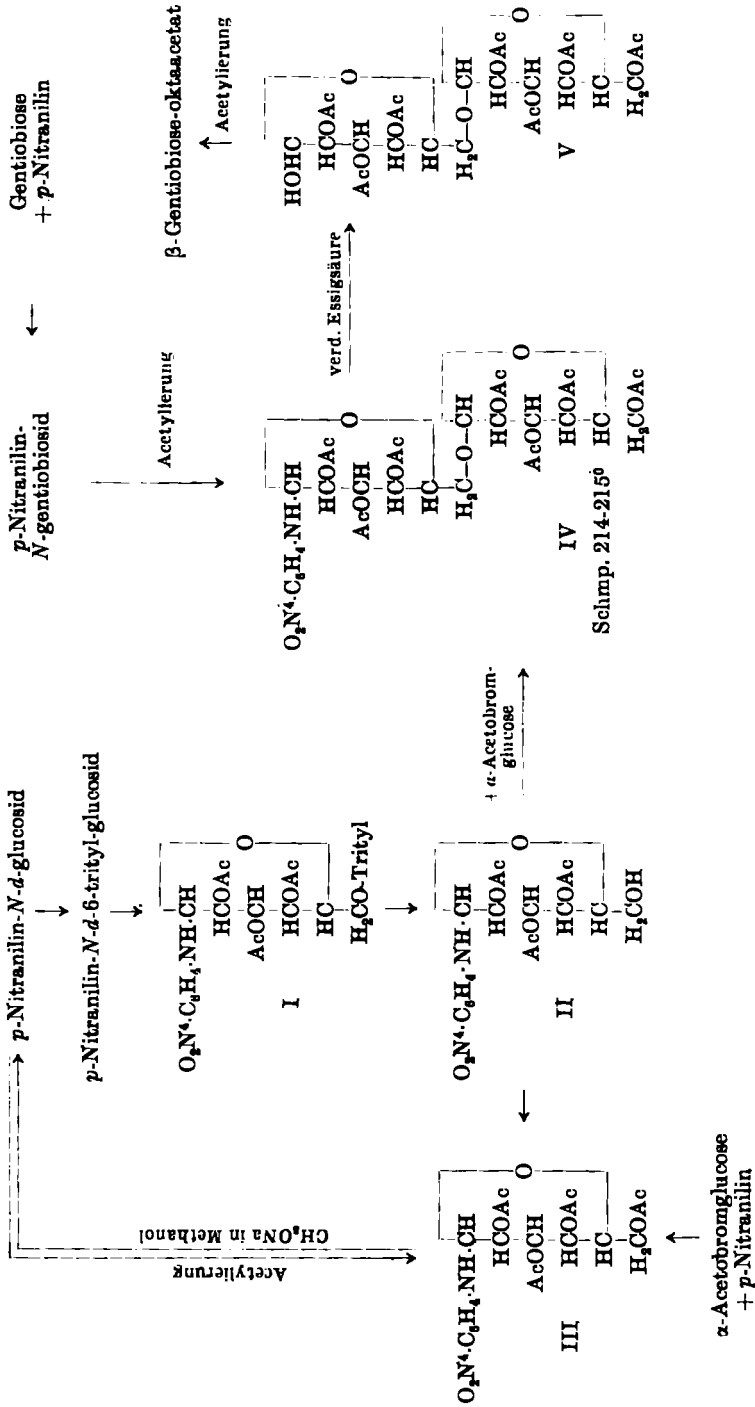 p-Nitranilin-N-d-glucosid
p-Nitranilin-N-d-6-trityl-glucosid
Acetylierung
CH₃ONa in Methanol
O₂N⁴·C₆H₄·NH·CH
HCOAc
AcOCH
O
HCOAc
HC
H₂CO-Trityl
I
O₂N⁴·C₆H₄·NH·CH
HCOAc
AcOCH
O
HCOAc
HC
H₂COAc
III
α-Acetobromglucose
+ p-Nitranilin
O₂N⁴·C₆H₄·NH·CH
HCOAc
AcOCH
O
HCOAc
HC
H₂COH
II
+ α-Acetobrom-
glucose
p-Nitranilin-
N-gentiobiosid
Gentiobiose
+ p-Nitranilin
Acetylierung
β-Gentiobiose-oktaacetat
Acetylierung
O₂N⁴·C₆H₄·NH·CH
HCOAc
AcOCH
O
HCOAc
HC
H₂C—O—CH
HCOAc
AcOCH
O
HCOAc
HC
H₂COAc
IV
Schmp. 214-215⁰
verd. Essigsäure
HOHC
HCOAc
AcOCH
O
HCOAc
HC
H₂C—O—CH
HCOAc
AcOCH
O
HCOAc
HC
H₂COAc
V